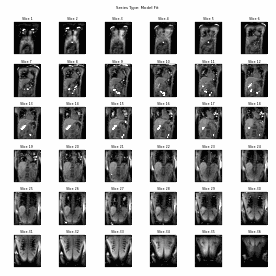 Series Type: Model Fit
Slice 1 Slice 2 Slice 3 Slice 4 Slice 5 Slice 6
Slice 7 Slice 8 Slice 9 Slice 10 Slice 11 Slice 12
Slice 13 Slice 14 Slice 15 Slice 16 Slice 17 Slice 18
Slice 19 Slice 20 Slice 21 Slice 22 Slice 23 Slice 24
Slice 25 Slice 26 Slice 27 Slice 28 Slice 29 Slice 30
Slice 31 Slice 32 Slice 33 Slice 34 Slice 35 Slice 36